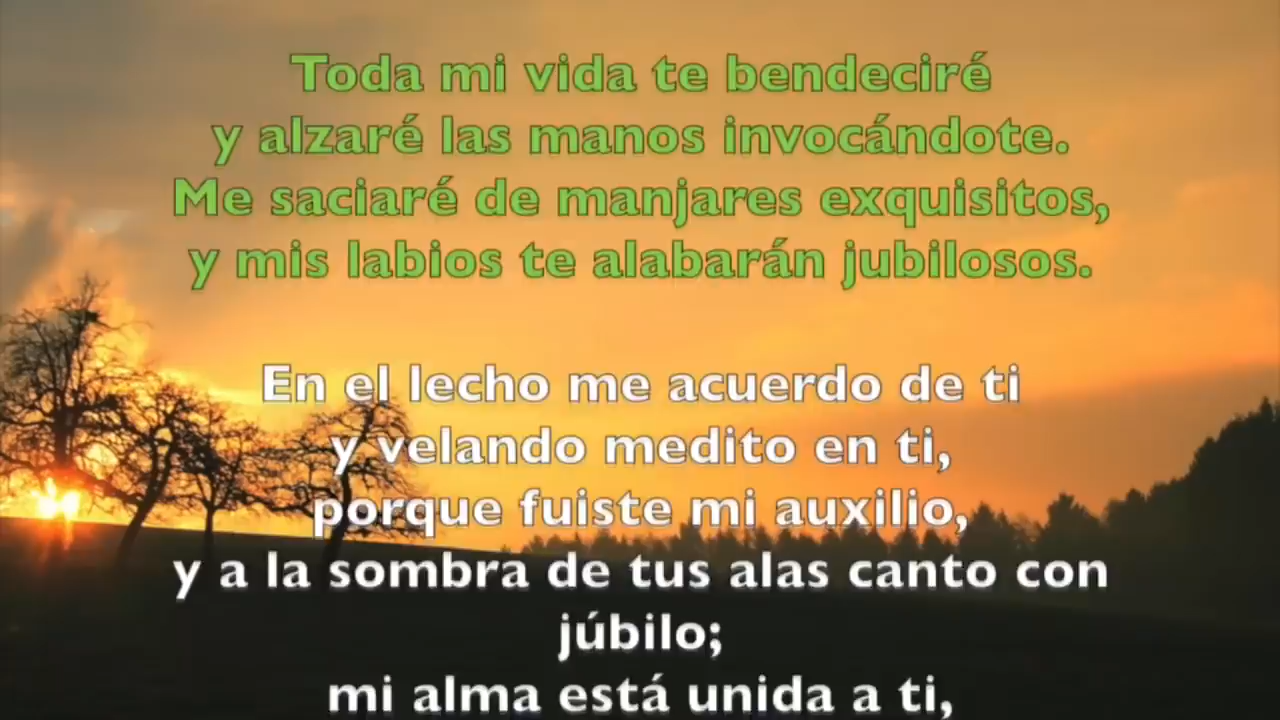 Toda mi vida te bendeciré
y alzaré las manos invocándote.
Me saciaré de manjares exquisitos,
y mis labios te alabarán jubilosos.
En el lecho me acuerdo de ti
y velando medito en ti,
porque fuiste mi auxilio,
y a la sombra de tus alas canto con
júbilo;
mi alma está unida a ti,